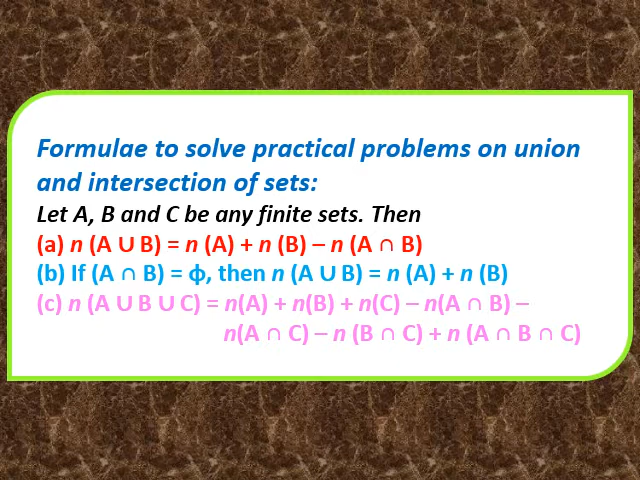 Formulae to solve practical problems on union
and intersection of sets:
Let A, B and C be any finite sets. Then
(a) n (A ∪ B) = n (A) + n (B) – n (A ∩ B)
(b) If (A ∩ B) = ф, then n (A ∪ B) = n (A) + n (B)
(c) n (A ∪ B ∪ C) = n(A) + n(B) + n(C) – n(A ∩ B) –
n(A ∩ C) – n (B ∩ C) + n (A ∩ B ∩ C)